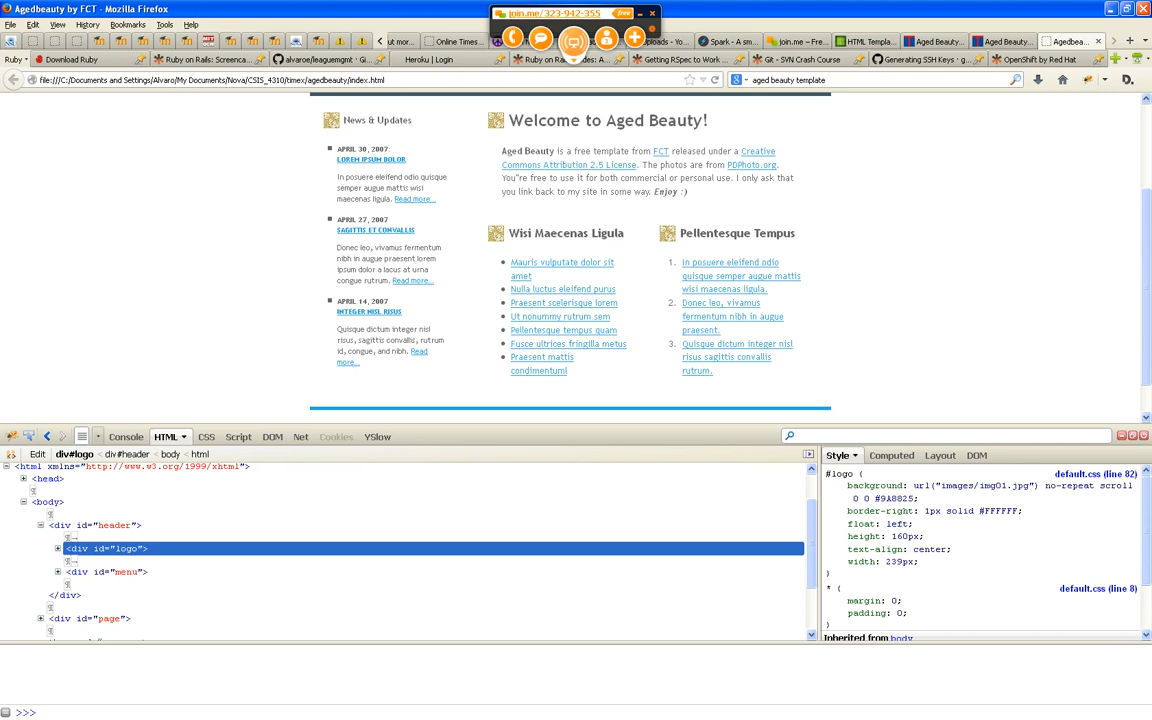 Agedbeauty by FCT - Mozilla Firefox
join.me/323-942-355 free
File Edit View History Bookmarks Tools Help
Online Times...
Spark - A sm...
join.me – Fre...
HTML Templa...
Aged Beauty...
Aged Beauty...
Agedbea...
Ruby
Download Ruby
Ruby on Rails: Screenca...
alvaroe/leaguemgmt · Gi...
Heroku | Login
Getting RSpec to Work ...
Git - SVN Crash Course
Generating SSH Keys · g...
OpenShift by Red Hat
file:///C:/Documents and Settings/Alvaro/My Documents/Nova/CSIS_4310/timex/agedbeauty/index.html
aged beauty template
News & Updates
APRIL 30, 2007:
LOREM IPSUM DOLOR
In posuere eleifend odio quisque
semper augue mattis wisi
maecenas ligula. Read more...
APRIL 27, 2007
SAGITTIS ET CONVALLIS
Donec leo, vivamus fermentum
nibh in augue praesent lorem
ipsum dolor a lacus at urna
congue rutrum. Read more...
APRIL 14, 2007
INTEGER NISL RISUS
Quisque dictum integer nisl
risus, sagittis convallis, rutrum
id, congue, and nibh. Read
more...
Welcome to Aged Beauty!
Aged Beauty is a free template from FCT released under a Creative
Commons Attribution 2.5 License. The photos are from PDPhoto.org.
You"re free to use it for both commercial or personal use. I only ask that
you link back to my site in some way. Enjoy :)
Wisi Maecenas Ligula
Mauris vulputate dolor sit
amet
Nulla luctus eleifend purus
Praesent scelerisque lorem
Ut nonummy rutrum sem
Pellentesque tempus quam
Fusce ultrices fringilla metus
Praesent mattis
condimentuml
Pellentesque Tempus
1. In posuere eleifend odio
quisque semper augue mattis
wisi maecenas ligula.
2. Donec leo, vivamus
fermentum nibh in augue
praesent.
3. Quisque dictum integer nisl
risus sagittis convallis
rutrum.
Console HTML CSS Script DOM Net Cookies YSlow
Edit div#logo < div#header < body < html
<html xmlns="http://www.w3.org/1999/xhtml">
<head>
<body>
<div id="header">
<div id="logo">
<div id="menu">
</div>
<div id="page">
Style Computed Layout DOM
#logo { default.css (line 82)
background: url("images/img01.jpg") no-repeat scroll
0 0 #9A8825;
border-right: 1px solid #FFFFFF;
float: left;
height: 160px;
text-align: center;
width: 239px;
}
* { default.css (line 8)
margin: 0;
padding: 0;
}
Inherited from body
>>>